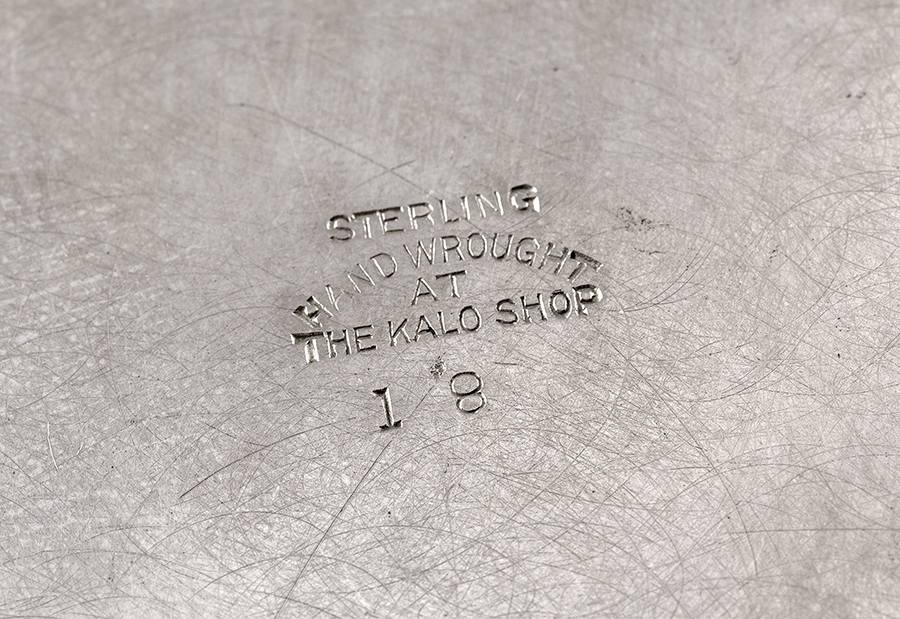 STERLING
HAND WROUGHT
AT
THE KALO SHOP
1 8